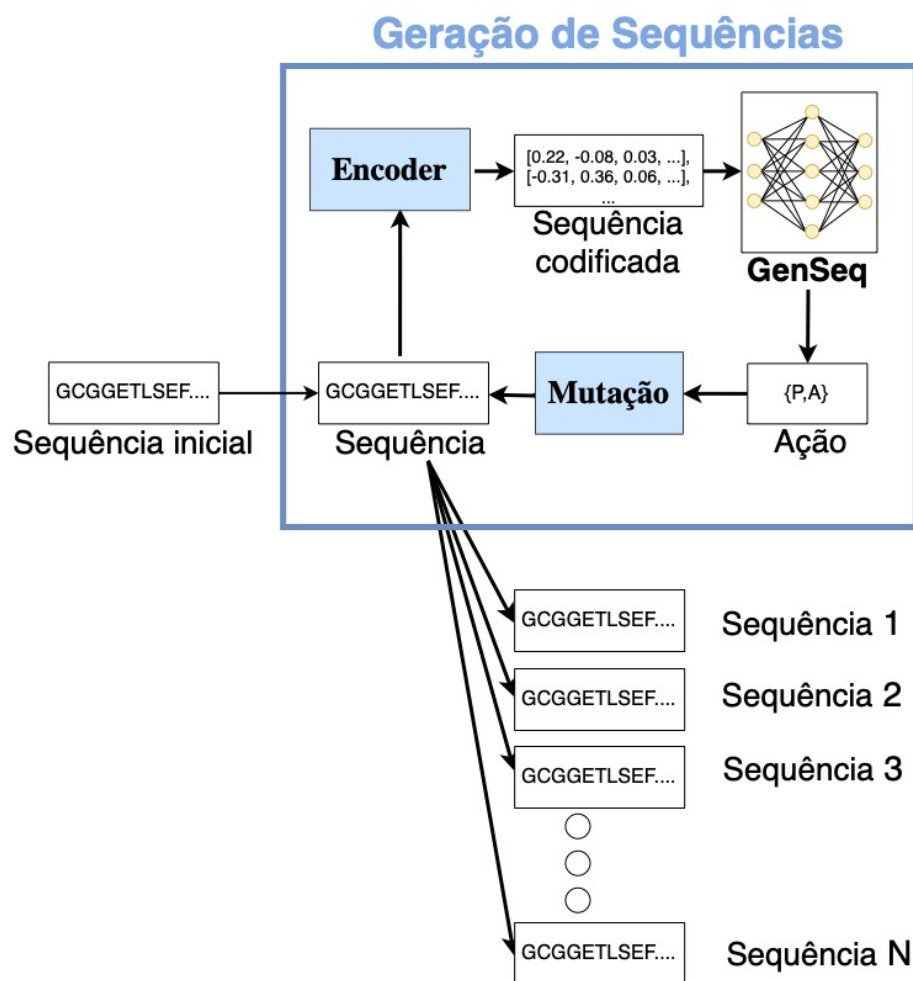 Geração de Sequências
Encoder
[0.22, -0.08, 0.03, ...],
[-0.31, 0.36, 0.06, ...],
...
Sequência
codificada
GenSeq
GCGGETLSEF....
Sequência inicial
GCGGETLSEF....
Sequência
Mutação
{P,A}
Ação
GCGGETLSEF....
Sequência 1
GCGGETLSEF....
Sequência 2
GCGGETLSEF....
Sequência 3
GCGGETLSEF....
Sequência N